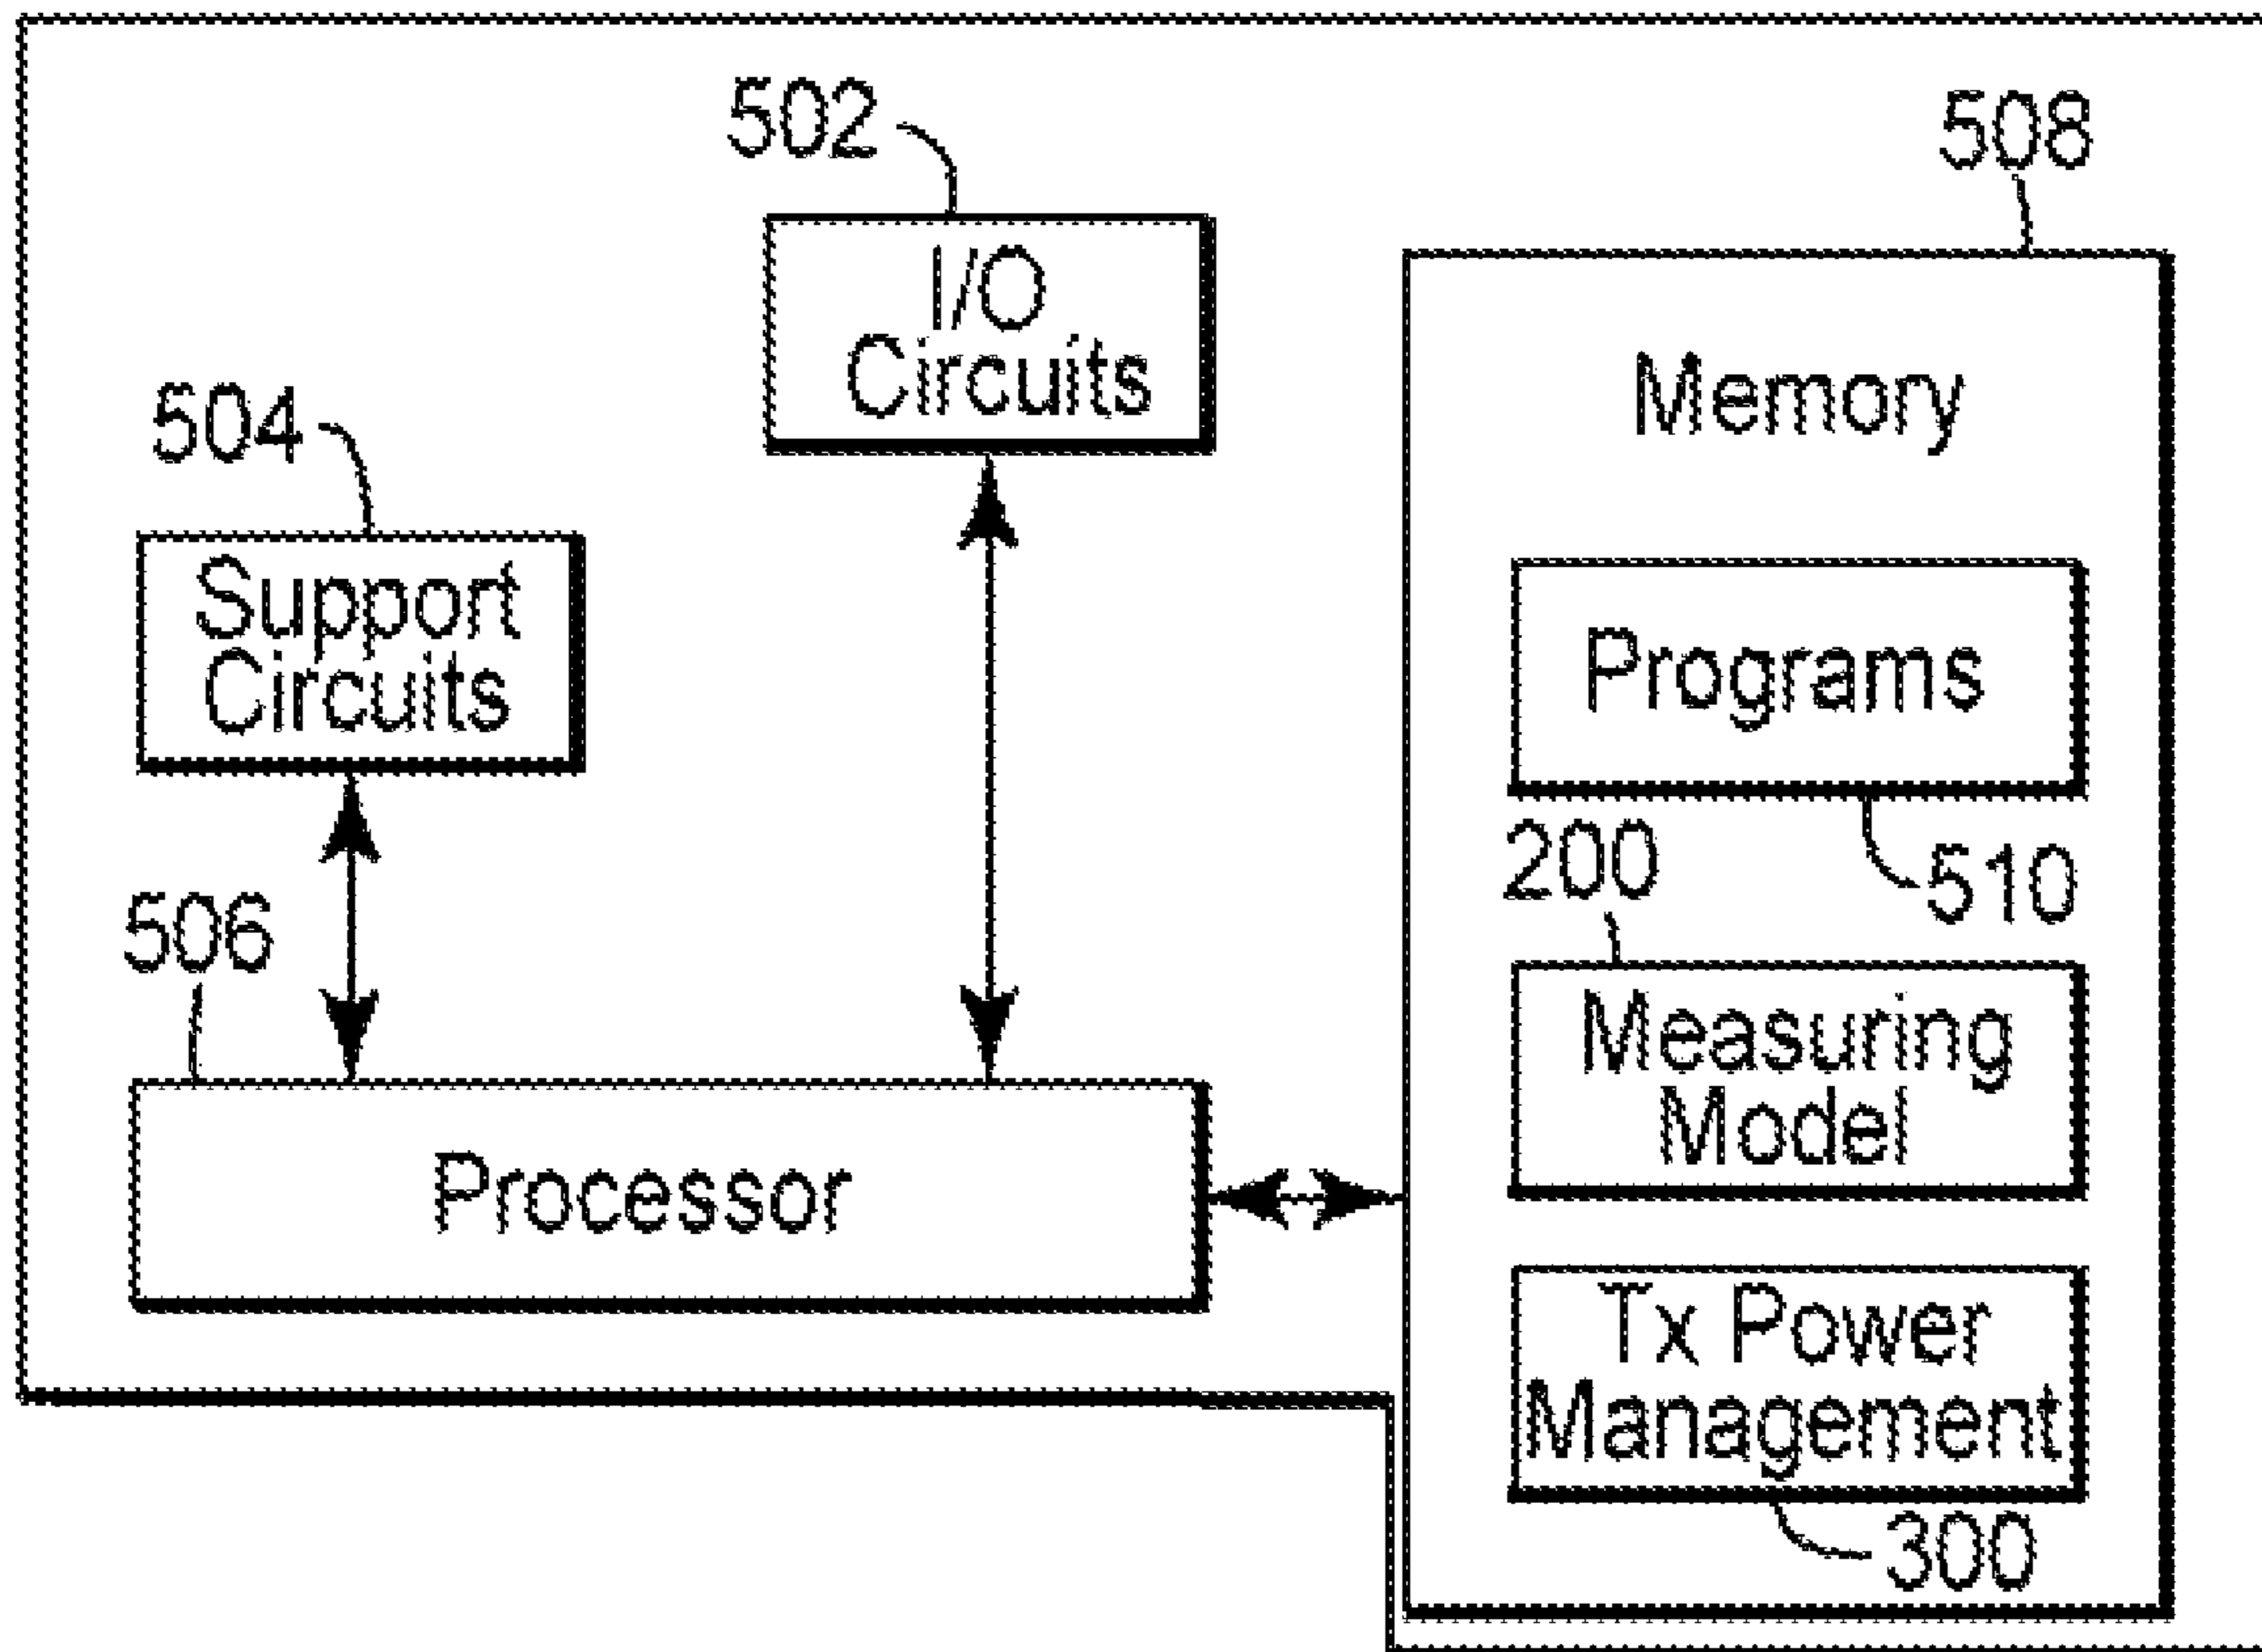 502
508
I/O
Circuits
Memory
504
Support
Circuits
Programs
200
510
506
Measuring
Model
Processor
Tx Power
Management
300